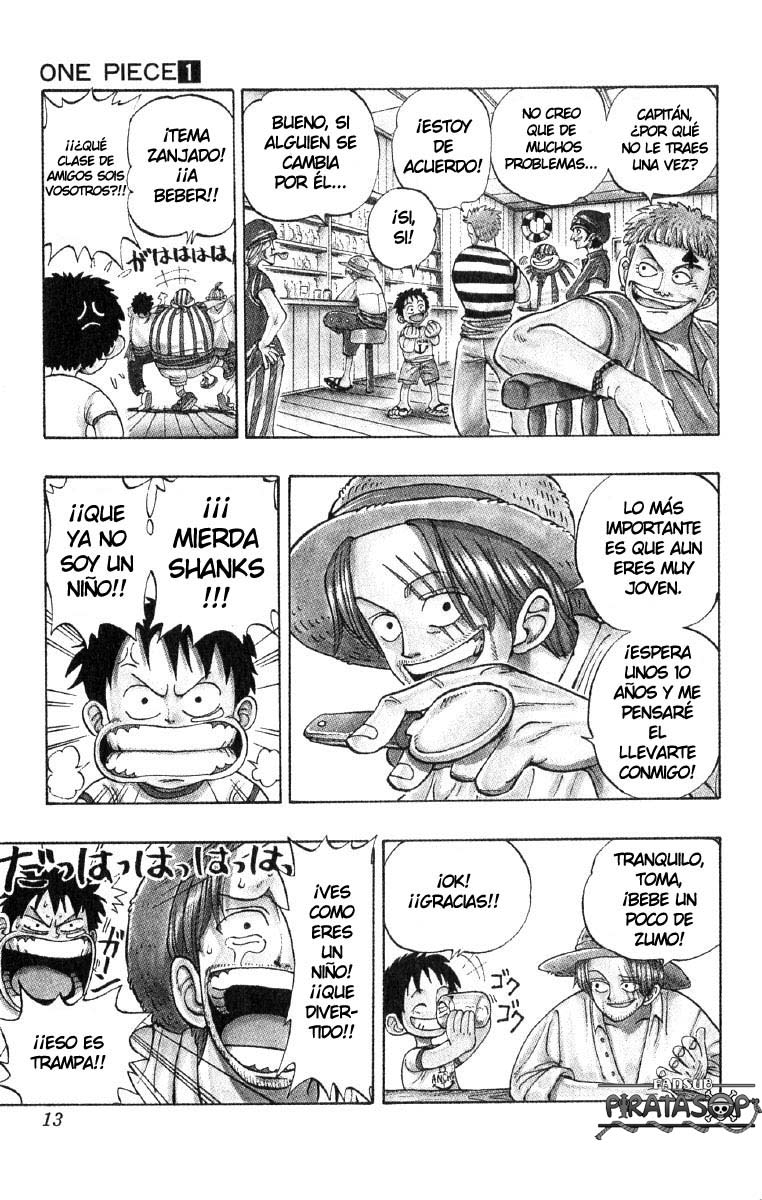 ONE PIECE 1
CAPITÁN,
¿POR QUÉ
NO LE TRAES
UNA VEZ?
NO CREO
QUE DE
MUCHOS
PROBLEMAS...
¡ESTOY
DE
ACUERDO!
¡SI,
SI!
BUENO, SI
ALGUIEN SE
CAMBIA
POR ÉL...
¡TEMA
ZANJADO!
¡¡A
BEBER!!
がはははは
¡¡¿QUÉ
CLASE DE
AMIGOS SOIS
VOSOTROS?!!
LO MÁS
IMPORTANTE
ES QUE AUN
ERES MUY
JOVEN.
¡ESPERA
UNOS 10
AÑOS Y ME
PENSARÉ
EL
LLEVARTE
CONMIGO!
¡¡¡
MIERDA
SHANKS
!!!
¡¡QUE
YA NO
SOY UN
NIÑO!!
TRANQUILO,
TOMA,
¡BEBE UN
POCO DE
ZUMO!
¡OK!
¡¡GRACIAS!!
ゴク
ゴク
ANCHO
¡VES
COMO
ERES
UN
NIÑO!
¡¡QUE
DIVER-
TIDO!!
だっはっはっはっはっ
ガーン
¡¡ESO ES
TRAMPA!!
FANSUB
PIRATASOP
13